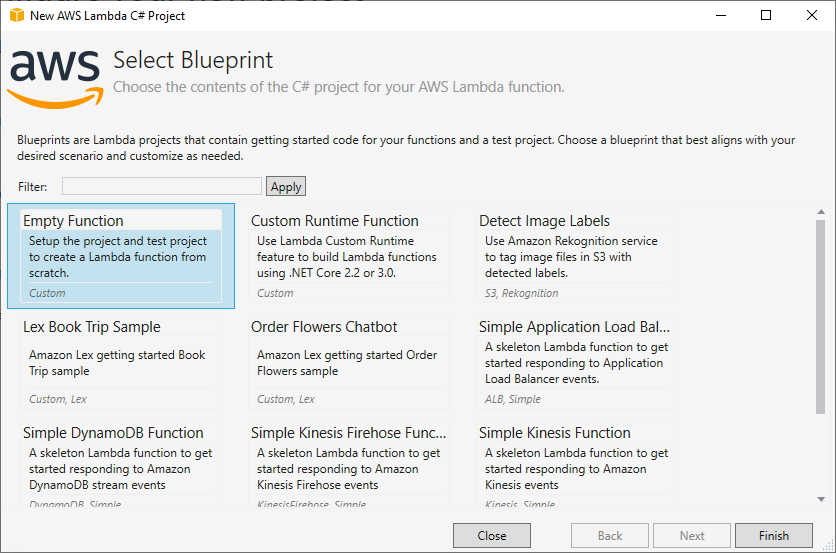 New AWS Lambda C# Project
aws
Select Blueprint
Choose the contents of the C# project for your AWS Lambda function.
Blueprints are Lambda projects that contain getting started code for your functions and a test project. Choose a blueprint that best aligns with your
desired scenario and customize as needed.
Filter:
Apply
Empty Function
Setup the project and test project
to create a Lambda function from
scratch.
Custom
Custom Runtime Function
Use Lambda Custom Runtime
feature to build Lambda functions
using .NET Core 2.2 or 3.0.
Custom
Detect Image Labels
Use Amazon Rekognition service
to tag image files in S3 with
detected labels.
S3, Rekognition
Lex Book Trip Sample
Amazon Lex getting started Book
Trip sample
Custom, Lex
Order Flowers Chatbot
Amazon Lex getting started Order
Flowers sample
Custom, Lex
Simple Application Load Bal...
A skeleton Lambda function to get
started responding to Application
Load Balancer events.
ALB, Simple
Simple DynamoDB Function
A skeleton Lambda function to get
started responding to Amazon
DynamoDB stream events
DynamoDB, Simple
Simple Kinesis Firehose Func...
A skeleton Lambda function to get
started responding to Amazon
Kinesis Firehose events
KinesisFirehose, Simple
Simple Kinesis Function
A skeleton Lambda function to get
started responding to Amazon
Kinesis events
Kinesis, Simple
Close
Back
Next
Finish